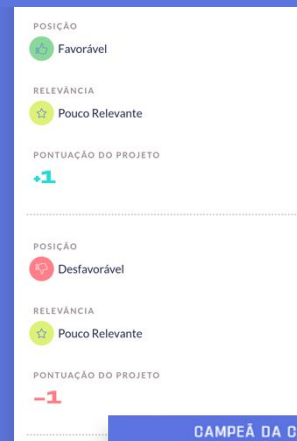 POSIÇÃO
Favorável
RELEVÂNCIA
Pouco Relevante
PONTUAÇÃO DO PROJETO
+1
POSIÇÃO
Desfavorável
RELEVÂNCIA
Pouco Relevante
PONTUAÇÃO DO PROJETO
-1
CAMPEÃ DA